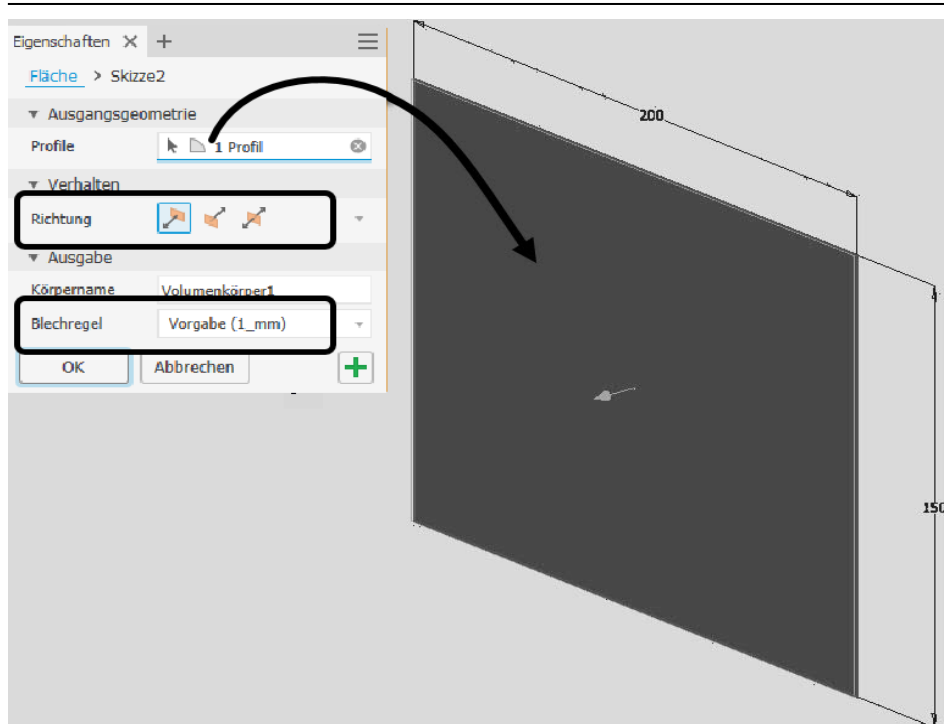 Eigenschaften × +
Fläche > Skizze2
Ausgangsgeometrie
Profile 1 Profil
Verhalten
Richtung
Ausgabe
Körpername Volumenkörper1
Blechregel Vorgabe (1_mm)
OK Abbrechen +
200
150